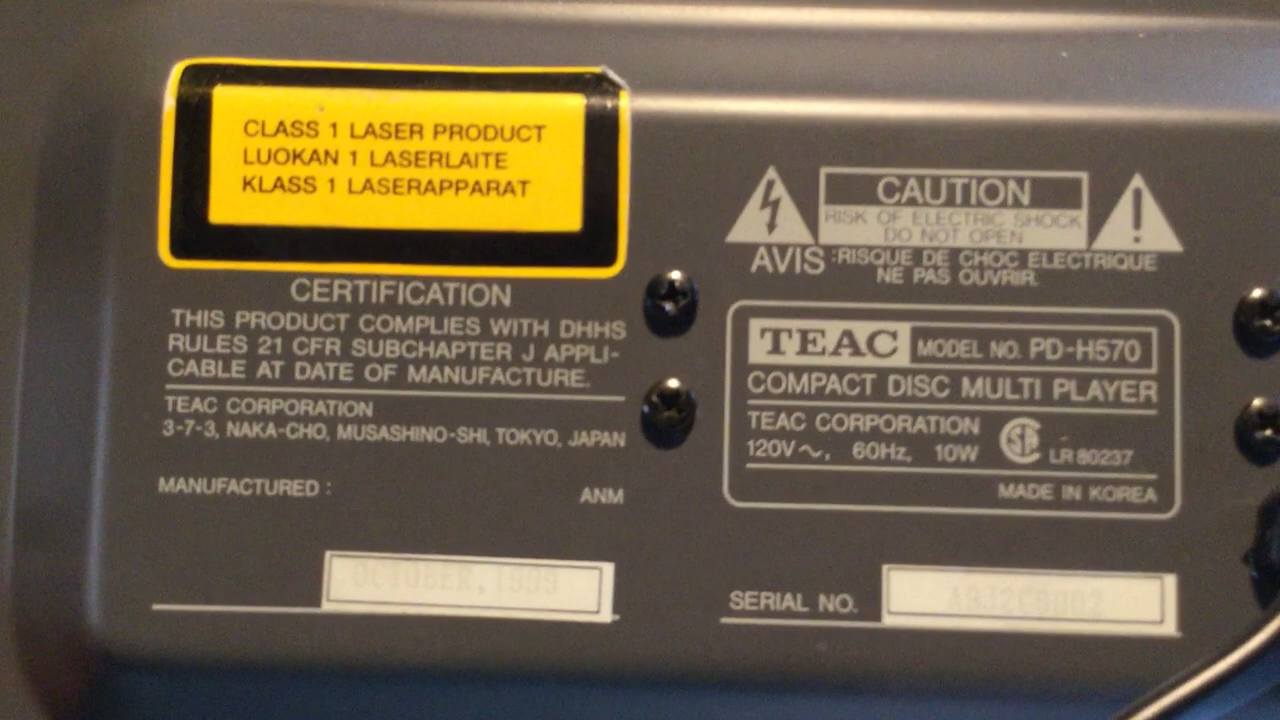 CLASS 1 LASER PRODUCT
LUOKAN 1 LASERLAITE
KLASS 1 LASERAPPARAT
CERTIFICATION
THIS PRODUCT COMPLIES WITH DHHS
RULES 21 CFR SUBCHAPTER J APPLI-
CABLE AT DATE OF MANUFACTURE.
TEAC CORPORATION
3-7-3, NAKA-CHO, MUSASHINO-SHI, TOKYO, JAPAN
MANUFACTURED :
ANM
OCTOBER, 1999
CAUTION
RISK OF ELECTRIC SHOCK
DO NOT OPEN
AVIS :RISQUE DE CHOC ELECTRIQUE
NE PAS OUVRIR.
TEAC MODEL NO. PD-H570
COMPACT DISC MULTI PLAYER
TEAC CORPORATION
120V~, 60Hz, 10W SA LR 80237
MADE IN KOREA
SERIAL NO.